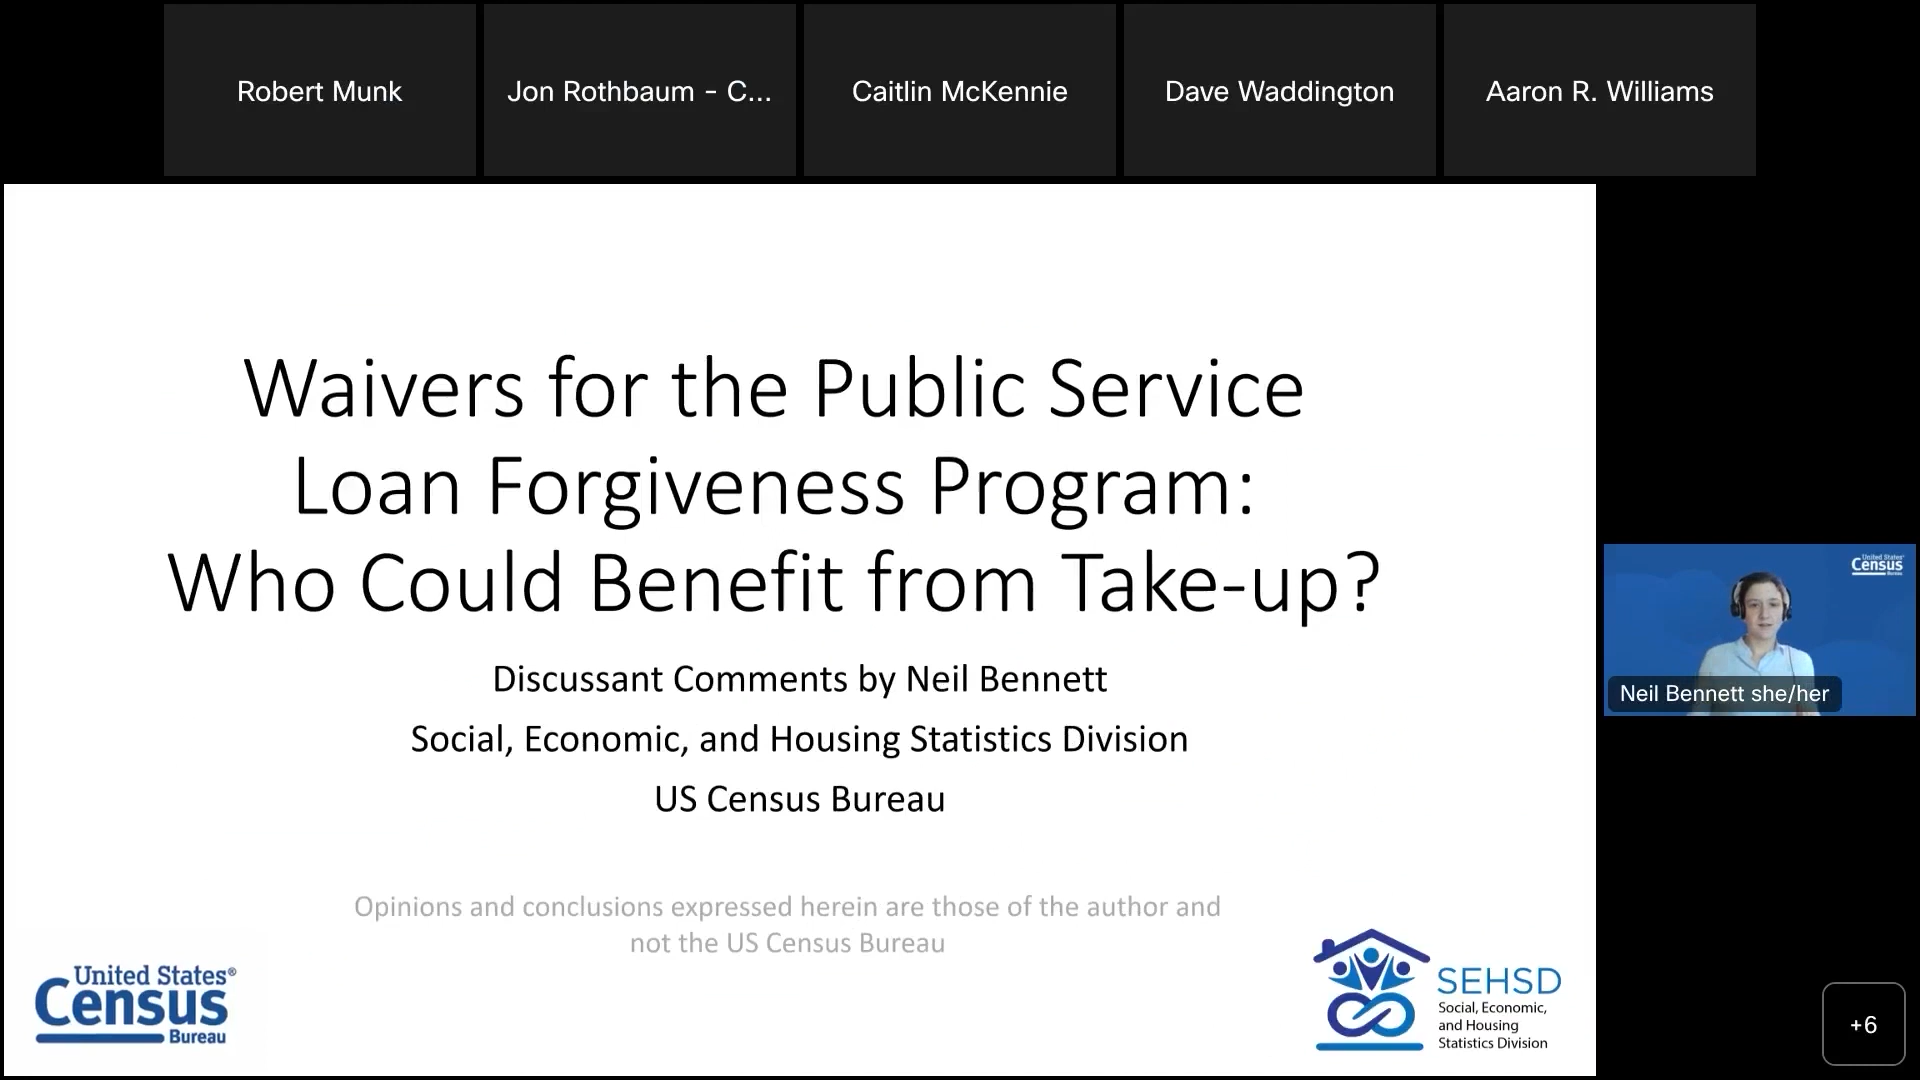 Robert Munk
Jon Rothbaum - C...
Caitlin McKennie
Dave Waddington
Aaron R. Williams
Waivers for the Public Service
Loan Forgiveness Program:
Who Could Benefit from Take-up?
Discussant Comments by Neil Bennett
Social, Economic, and Housing Statistics Division
US Census Bureau
Opinions and conclusions expressed herein are those of the author and
not the US Census Bureau
United States®
Census
Bureau
SEHSD
Social, Economic,
and Housing
Statistics Division
United States®
Census
Bureau
Neil Bennett she/her
+6